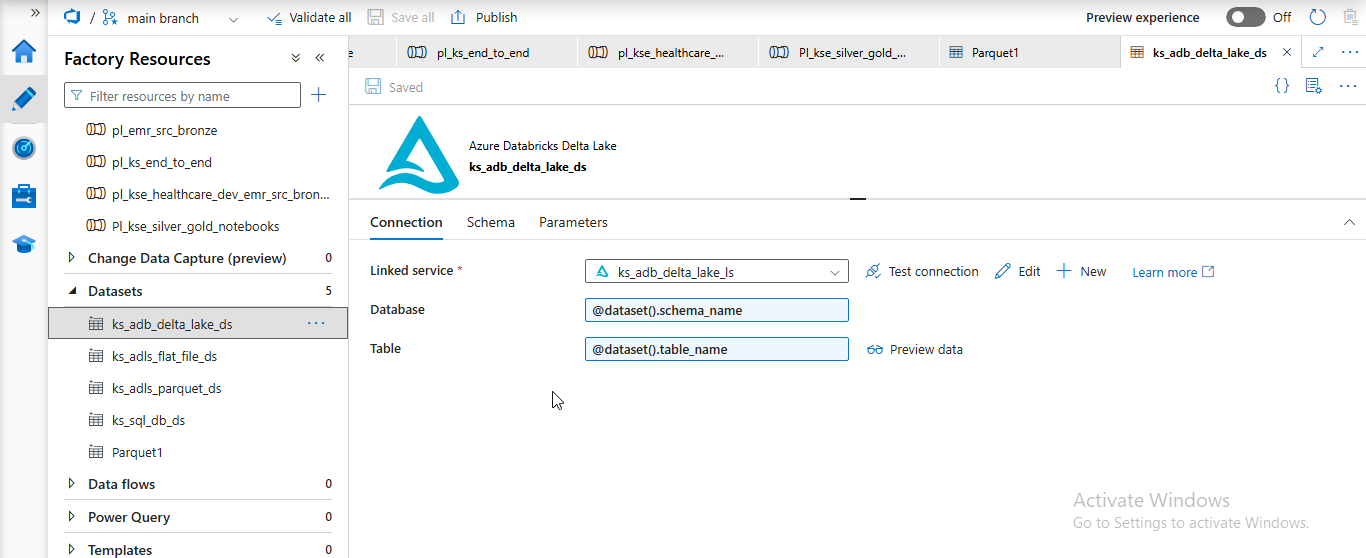 »
/ main branch
Validate all
Save all
Publish
Preview experience
Off
Factory Resources
«
Filter resources by name
pl_emr_src_bronze
pl_ks_end_to_end
pl_kse_healthcare_dev_emr_src_bron...
Pl_kse_silver_gold_notebooks
Change Data Capture (preview) 0
Datasets 5
ks_adb_delta_lake_ds ...
ks_adls_flat_file_ds
ks_adls_parquet_ds
ks_sql_db_ds
Parquet1
Data flows 0
Power Query 0
Templates 0
e
pl_ks_end_to_end
pl_kse_healthcare_...
Pl_kse_silver_gold_...
Parquet1
ks_adb_delta_lake_ds
Saved
{}
Azure Databricks Delta Lake
ks_adb_delta_lake_ds
Connection Schema Parameters
Linked service * ks_adb_delta_lake_ls Test connection Edit New Learn more
Database @dataset().schema_name
Table @dataset().table_name Preview data
Activate Windows
Go to Settings to activate Windows.